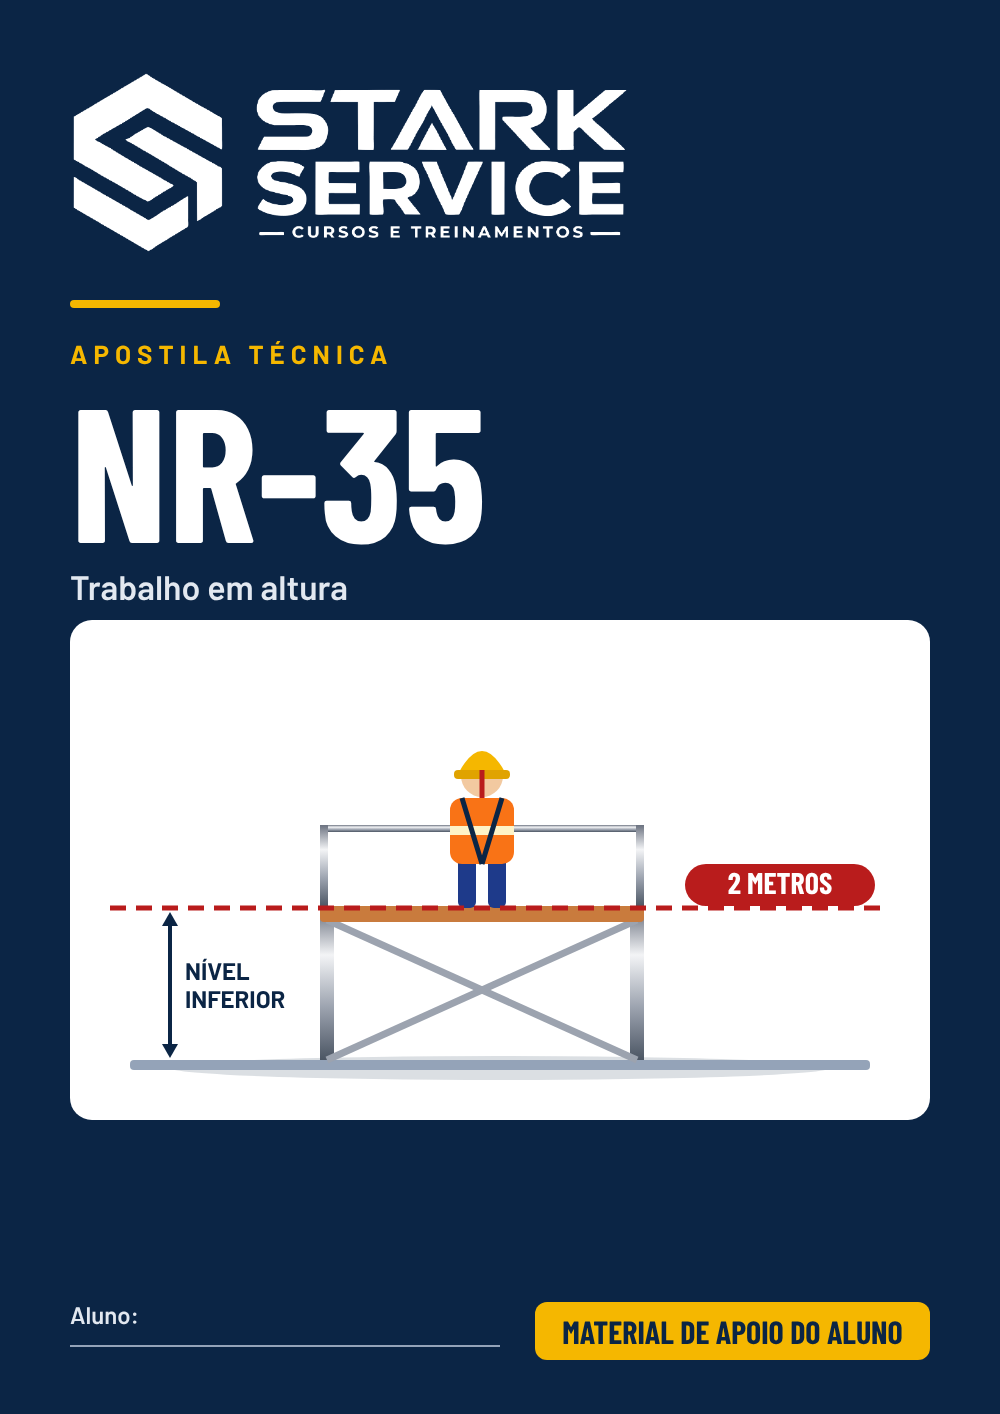 STARK
SERVICE
CURSOS E TREINAMENTOS
APOSTILA TÉCNICA
NR-35
Trabalho em altura
2 METROS
NÍVEL
INFERIOR
Aluno:
MATERIAL DE APOIO DO ALUNO